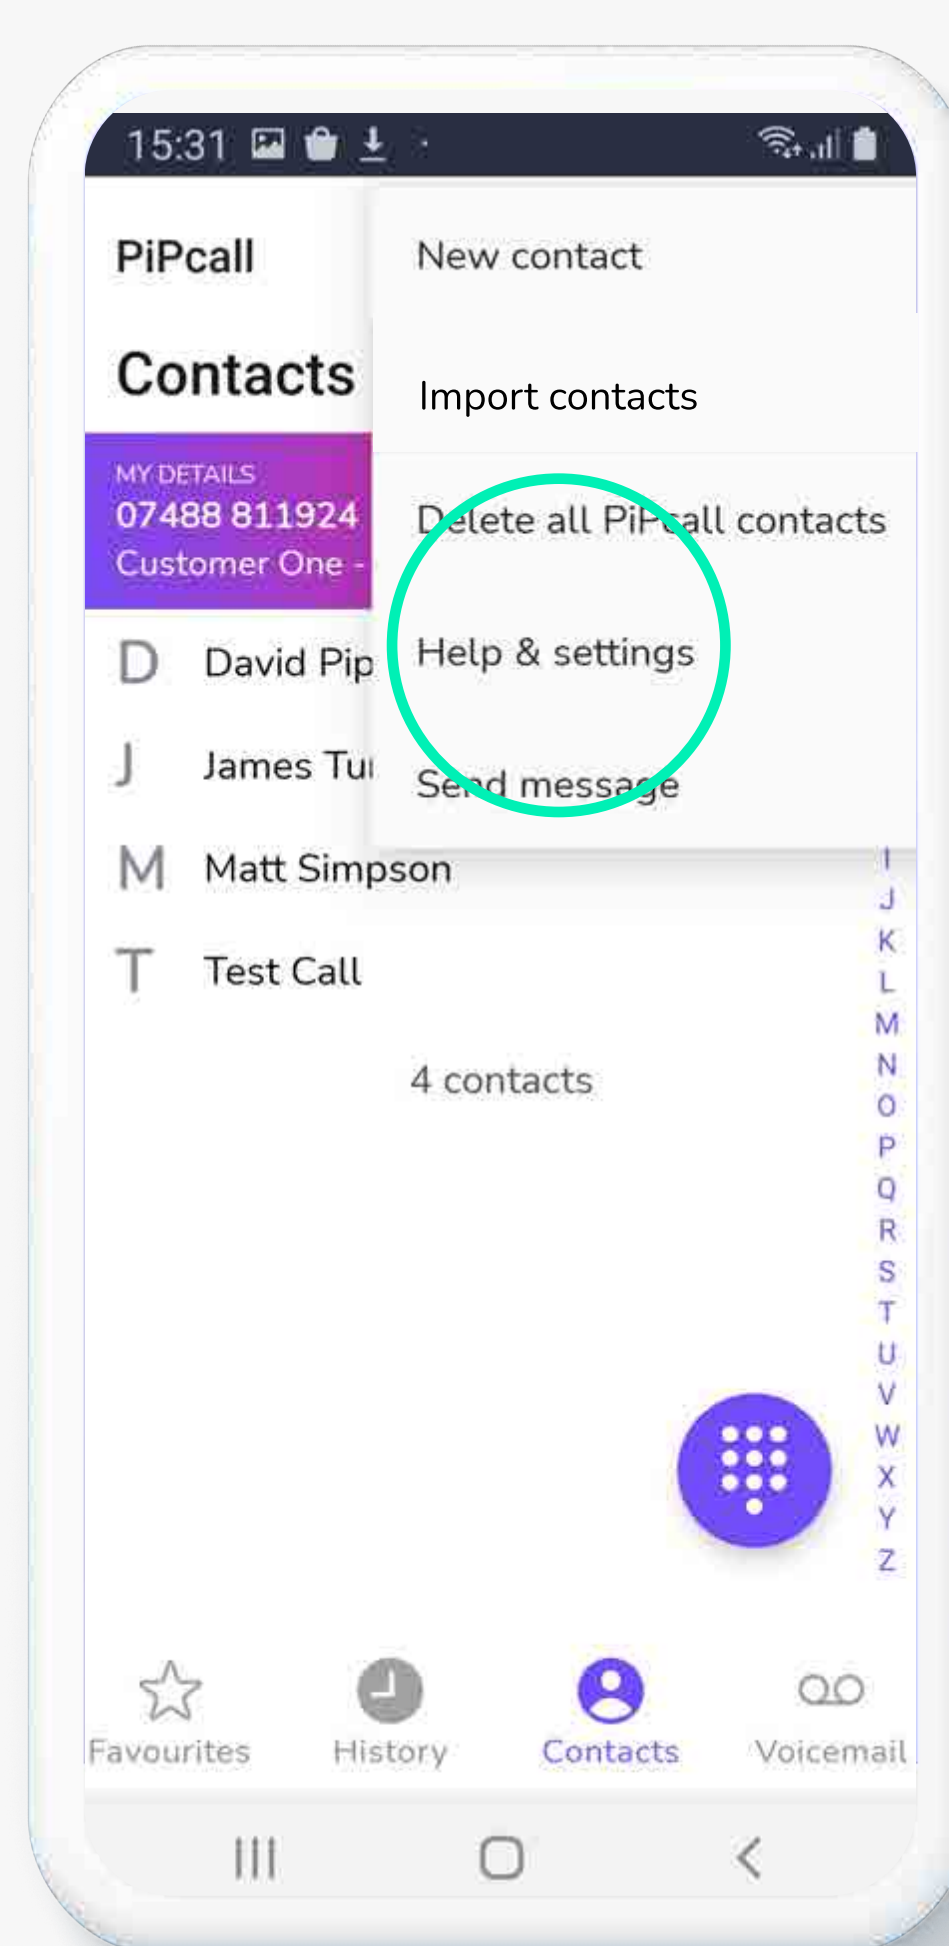 15:31
PiPcall
New contact
Contacts
Import contacts
MY DETAILS
07488 811924
Customer One -
Delete all PiPcall contacts
D
David Pip
Help & settings
J
James Tu
Send message
M
Matt Simpson
T
Test Call
4 contacts
I
J
K
L
M
N
O
P
Q
R
S
T
U
V
W
X
Y
Z
Favourites
History
Contacts
Voicemail